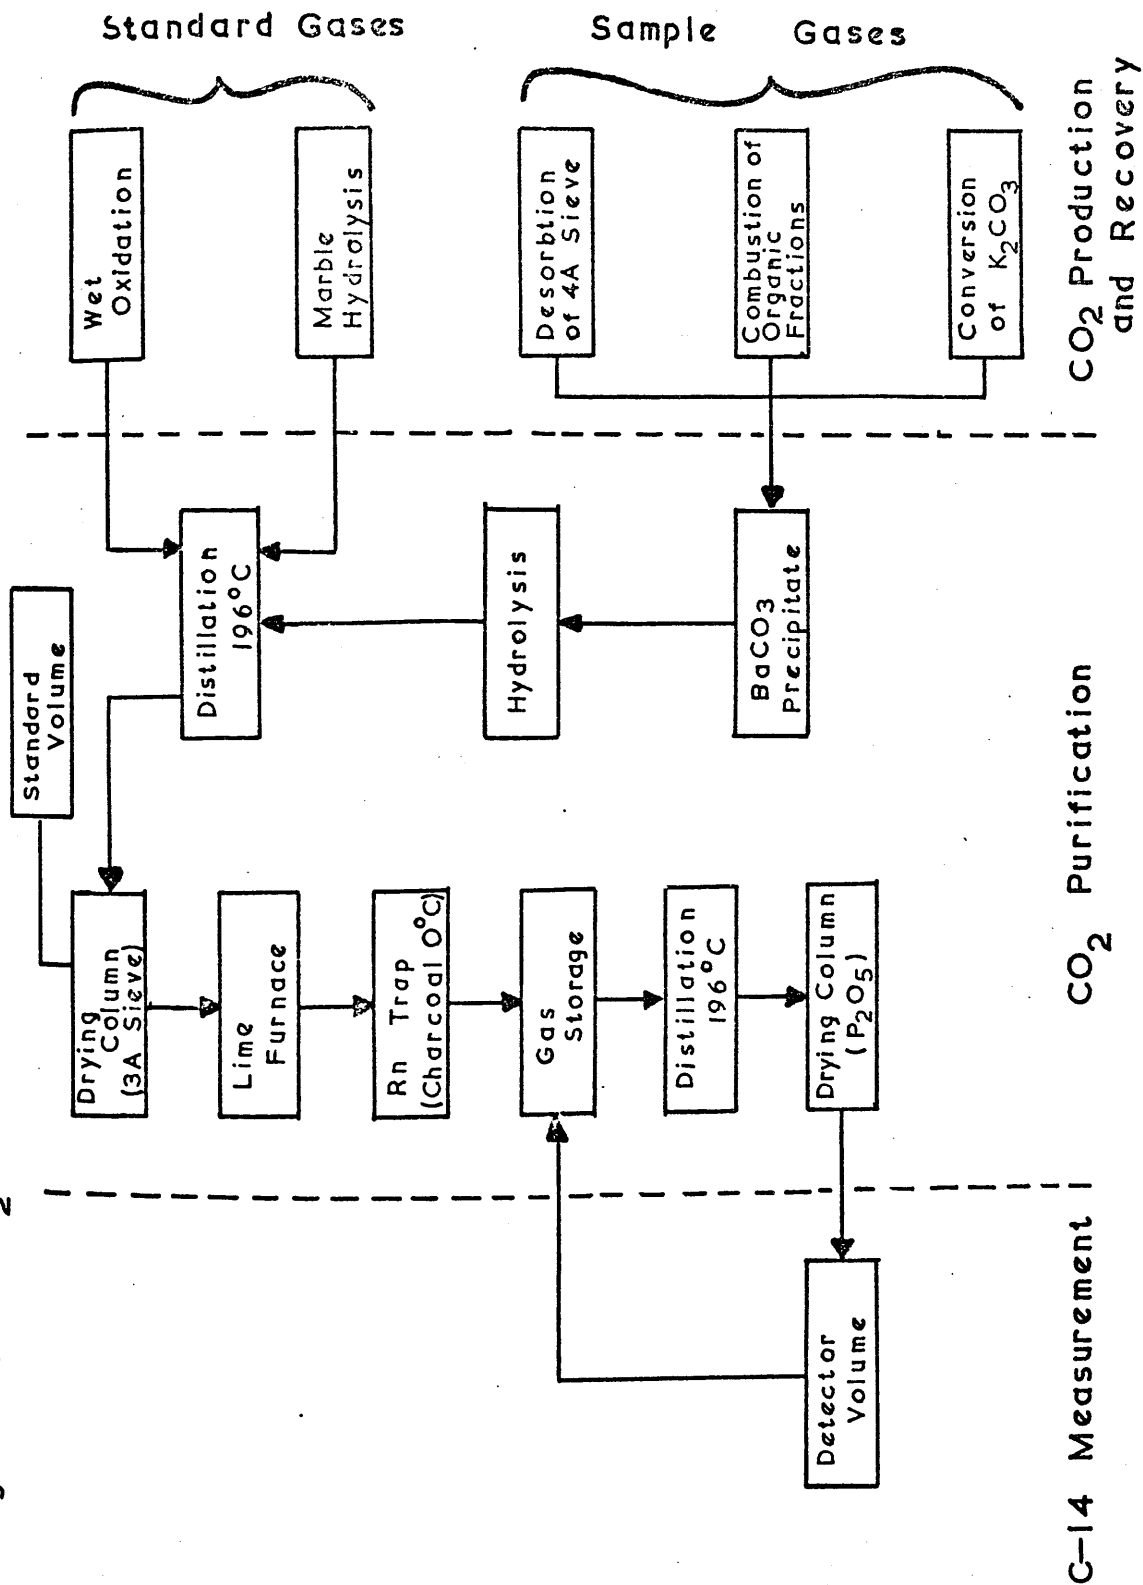 Standard Gases
Sample Gases
Wet
Oxidation
Marble
Hydrolysis
Desorbtion
of 4A Sieve
Combustion of
Organic
Fractions
Conversion
of K₂CO₃
CO₂ Production
and Recovery
Standard
Volume
Distillation
196°C
Hydrolysis
BaCO₃
Precipitate
Drying
Column
(3A Sieve)
Lime
Furnace
Rn Trap
(Charcoal 0°C)
Gas
Storage
Distillation
196°C
Drying Column
(P₂O₅)
CO₂ Purification
Detector
Volume
C-14 Measurement